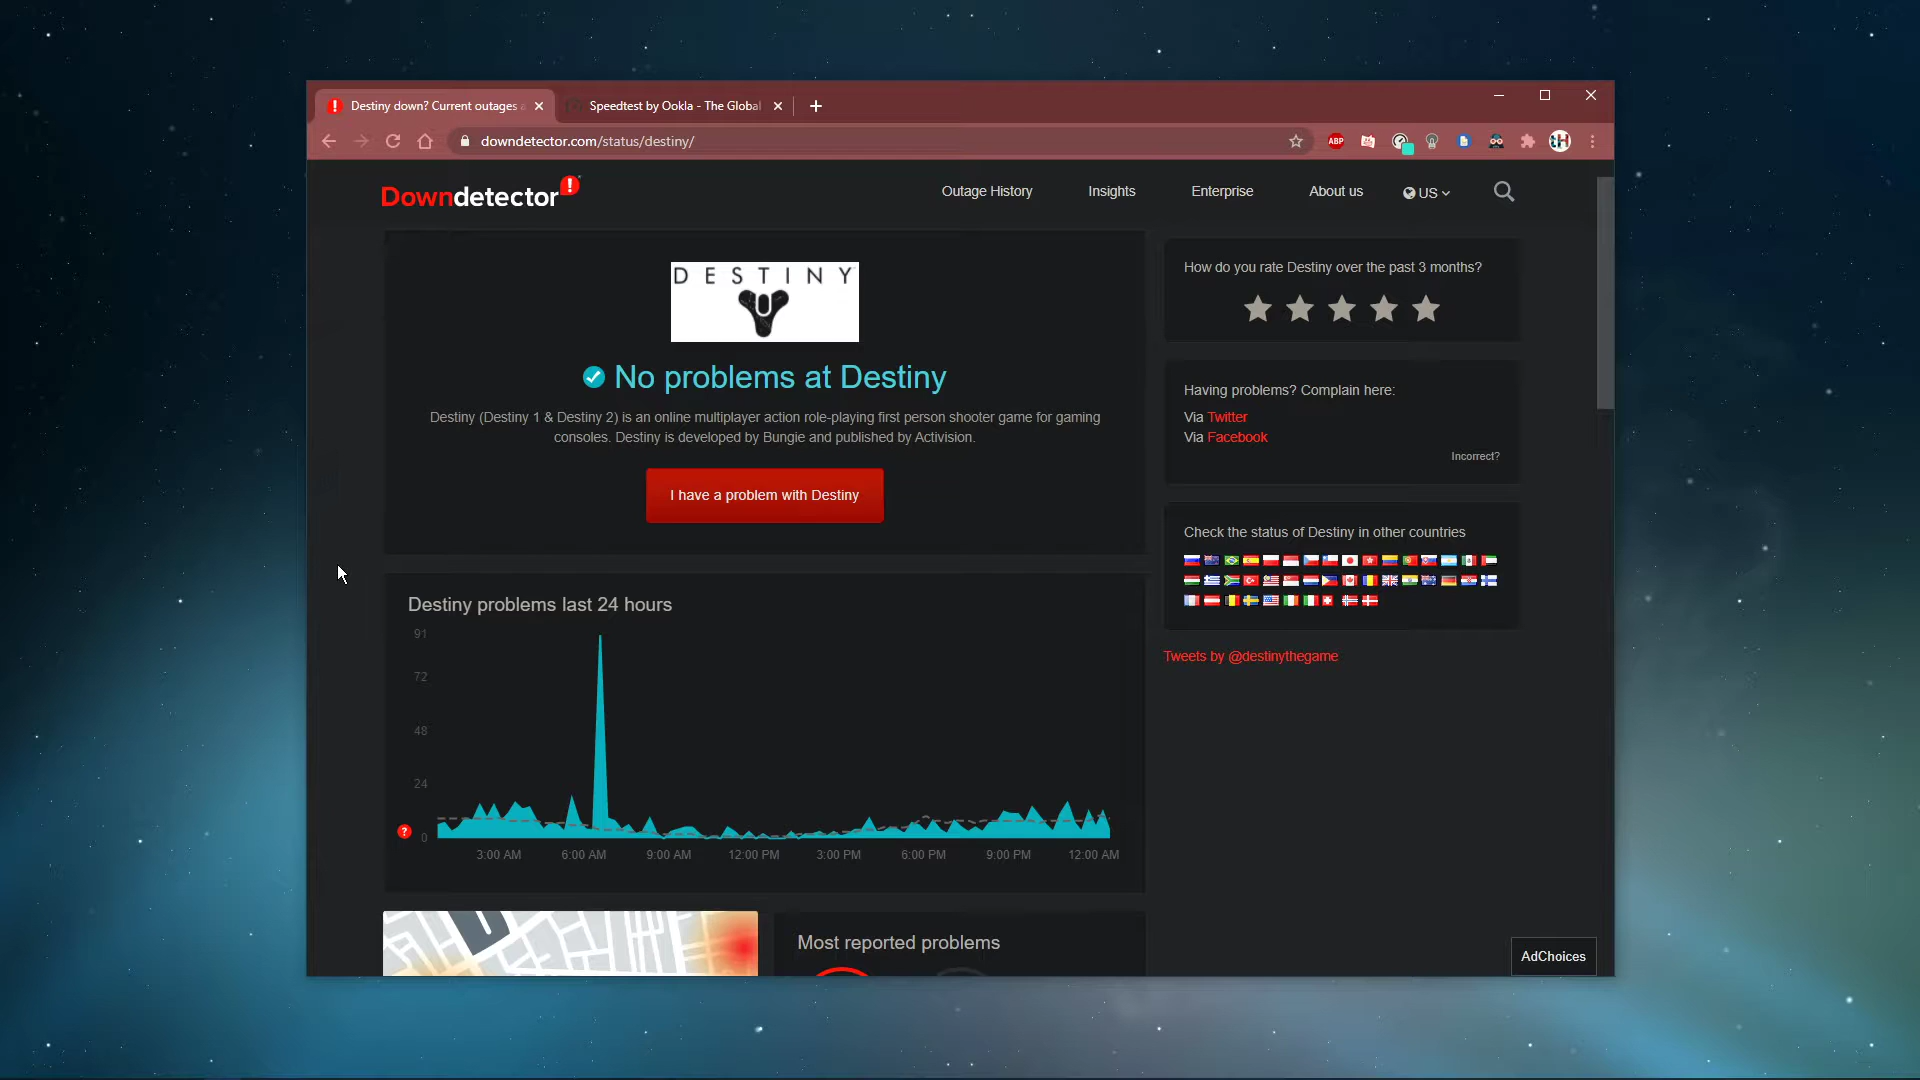 Destiny down? Current outages a
Speedtest by Ookla - The Global
downdetector.com/status/destiny/
ABP
Downdetector!
Outage History
Insights
Enterprise
About us
US
DESTINY
No problems at Destiny
Destiny (Destiny 1 & Destiny 2) is an online multiplayer action role-playing first person shooter game for gaming
consoles. Destiny is developed by Bungie and published by Activision.
I have a problem with Destiny
How do you rate Destiny over the past 3 months?
Having problems? Complain here:
Via Twitter
Via Facebook
Incorrect?
Check the status of Destiny in other countries
Tweets by @destinythegame
Destiny problems last 24 hours
91
72
48
24
? 0
3:00 AM 6:00 AM 9:00 AM 12:00 PM 3:00 PM 6:00 PM 9:00 PM 12:00 AM
Most reported problems
AdChoices